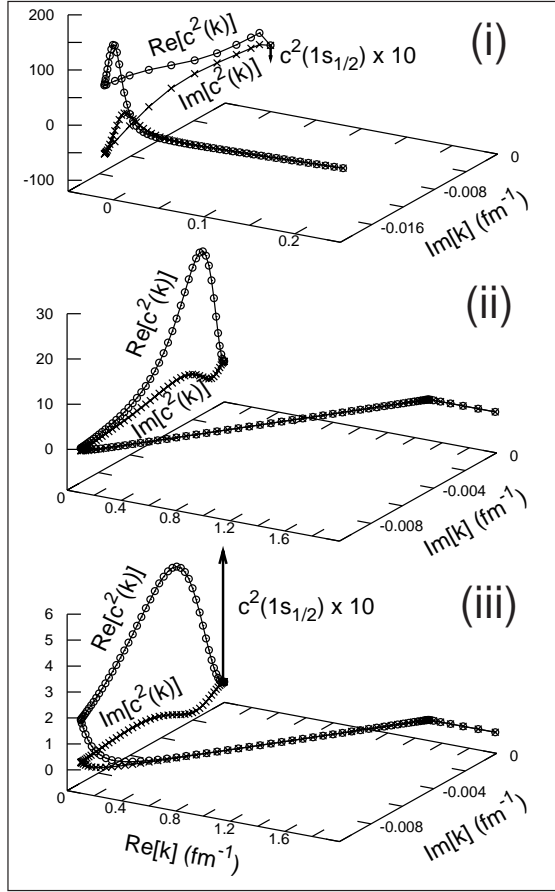 (i)
200
150
100
50
0
-50
-100
Re[c²(k)]
Im[c²(k)]
c²(1s₁/₂) x 10
0
0.1
0.2
0
-0.008
-0.016
Im[k] (fm⁻¹)
(ii)
30
20
10
0
Re[c²(k)]
Im[c²(k)]
0
0.4
0.8
1.2
1.6
0
-0.004
-0.008
Im[k] (fm⁻¹)
(iii)
6
5
4
3
2
1
0
Re[c²(k)]
Im[c²(k)]
c²(1s₁/₂) x 10
0
0.4
0.8
1.2
1.6
Re[k] (fm⁻¹)
0
-0.004
-0.008
Im[k] (fm⁻¹)